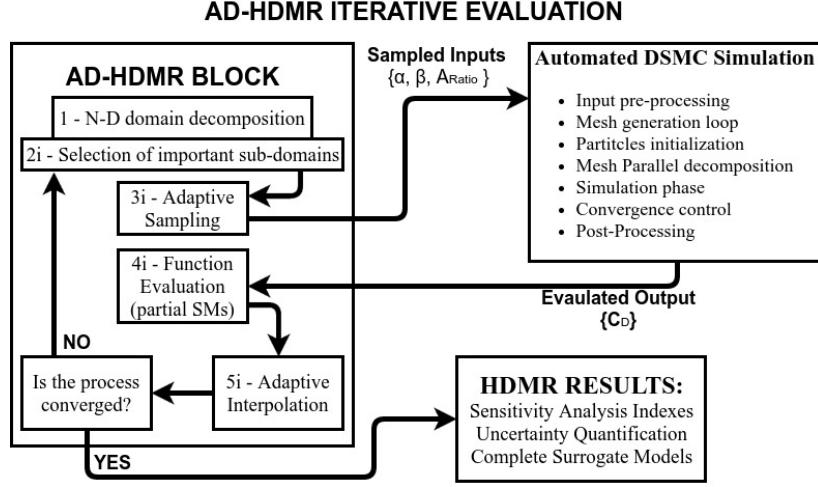 AD-HDMR ITERATIVE EVALUATION
AD-HDMR BLOCK
1 - N-D domain decomposition
2i - Selection of important sub-domains
3i - Adaptive
Sampling
4i - Function
Evaluation
(partial SMs)
5i - Adaptive
Interpolation
Is the process
converged?
NO
YES
Sampled Inputs
{α, β, ARatio }
Automated DSMC Simulation
• Input pre-processing
• Mesh generation loop
• Partitcles initialization
• Mesh Parallel decomposition
• Simulation phase
• Convergence control
• Post-Processing
Evaulated Output
{CD}
HDMR RESULTS:
Sensitivity Analysis Indexes
Uncertainty Quantification
Complete Surrogate Models